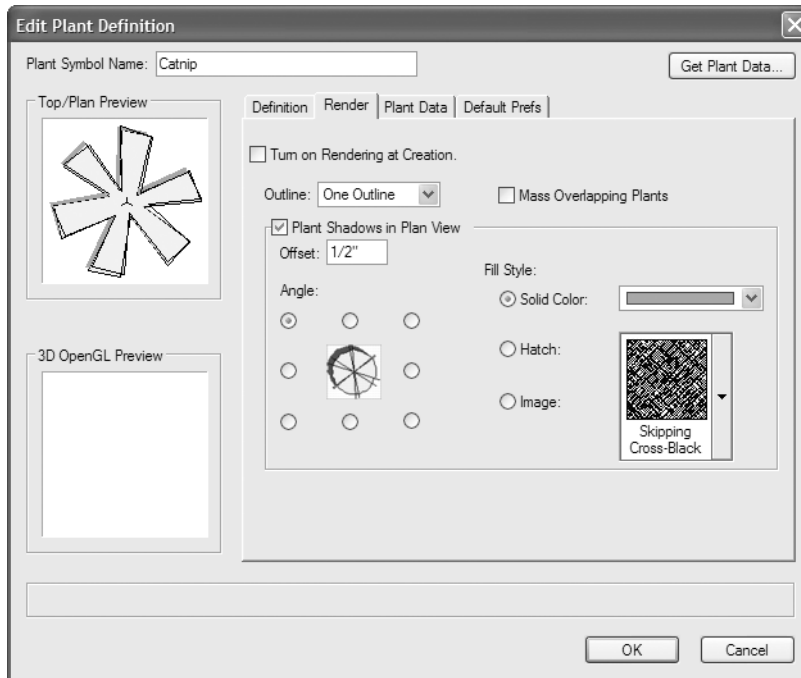 Edit Plant Definition
Plant Symbol Name: Catnip
Get Plant Data...
Top/Plan Preview
Definition Render Plant Data Default Prefs
Turn on Rendering at Creation.
Outline: One Outline
Mass Overlapping Plants
Plant Shadows in Plan View
Offset: 1/2"
Angle:
Fill Style:
Solid Color:
Hatch:
Image:
Skipping
Cross-Black
3D OpenGL Preview
OK
Cancel